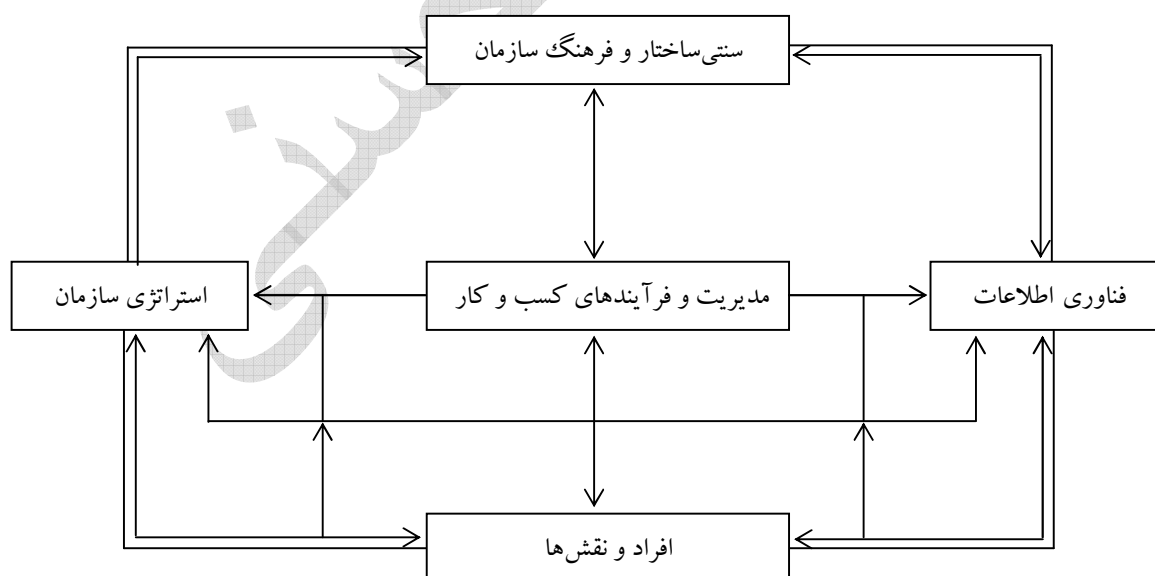 سنتی‌ساختار و فرهنگ سازمان
فناوری اطلاعات
مدیریت و فرآیندهای کسب و کار
استراتژی سازمان
افراد و نقش‌ها